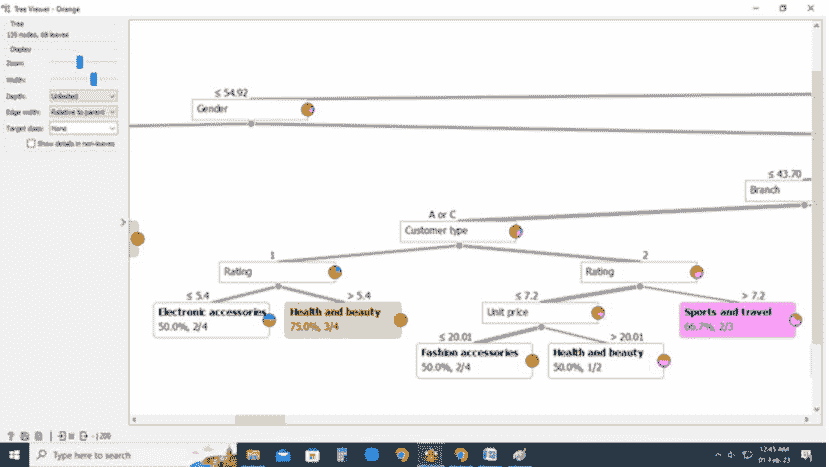 Tree Viewer - Orange
Tree
Display
Zoom:
Width:
Depth: Unlimited
Edge width: Relative to parent
Target class: None
Show details in non-leaves
≤ 54.92
Gender
≤ 43.70
Branch
A or C
Customer type
1
2
Rating
Rating
≤ 5.4
> 5.4
≤ 7.2
> 7.2
Electronic accessories
50.0%, 2/4
Health and beauty
75.0%, 3/4
Unit price
Sports and travel
66.7%, 2/3
≤ 20.01
> 20.01
Fashion accessories
50.0%, 2/4
Health and beauty
50.0%, 1/2
Type here to search
12:45 AM